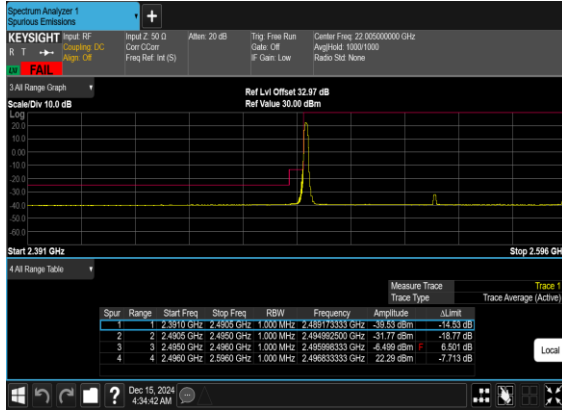 Spectrum Analyzer 1
Spurious Emissions
+
KEYSIGHT Input: RF Input Z: 50 Ω Atten: 20 dB Trig: Free Run Center Freq: 22.005000000 GHz
R T Coupling: DC Corr CCorr Gate: Off Avg|Hold: 1000/1000
Align: Off Freq Ref: Int (S) IF Gain: Low Radio Std: None
FAIL
3 All Range Graph Ref Lvl Offset 32.97 dB
Scale/Div 10.0 dB Ref Value 30.00 dBm
Log
20.0
10.0
0.00
-10.0
-20.0
-30.0
-40.0
-50.0
-60.0
Start 2.391 GHz Stop 2.596 GH
4 All Range Table
Measure Trace Trace 1
Trace Type Trace Average (Active)
Spur Range Start Freq Stop Freq RBW Frequency Amplitude ΔLimit
1 1 2.3910 GHz 2.4905 GHz 1.000 MHz 2.489173333 GHz -39.53 dBm -14.53 dB
2 2 2.4905 GHz 2.4950 GHz 1.000 MHz 2.494992500 GHz -31.77 dBm -18.77 dB
3 3 2.4950 GHz 2.4960 GHz 1.000 MHz 2.495998333 GHz -6.499 dBm F 6.501 dB
4 4 2.4960 GHz 2.5960 GHz 1.000 MHz 2.496833333 GHz 22.29 dBm -7.713 dB
Local
? Dec 15, 2024
4:34:42 AM